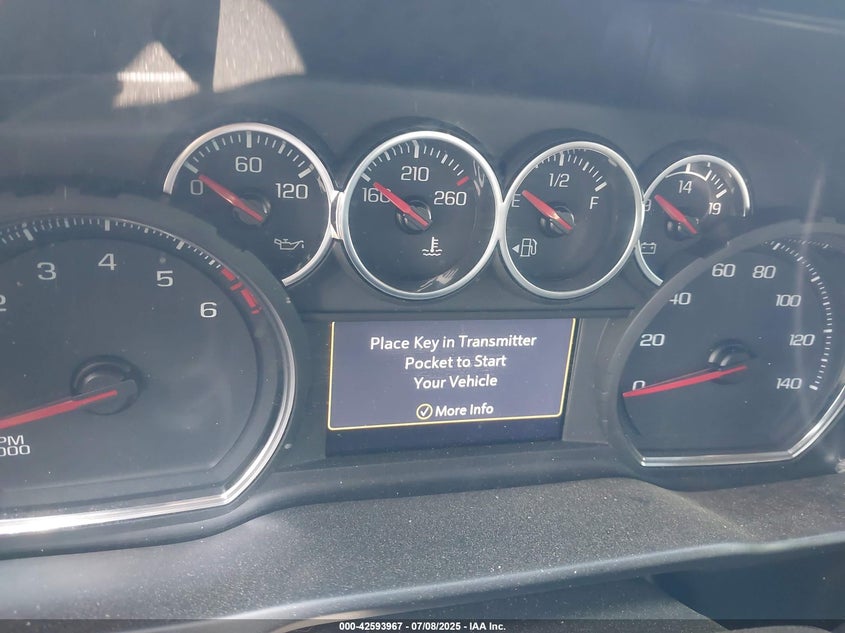 0 60 120
160 210 260
E 1/2 F
14 19
2 3 4 5 6
PM
000
Place Key in Transmitter
Pocket to Start
Your Vehicle
More Info
0 20 40 60 80 100 120 140
000-42593967 - 07/08/2025 - IAA Inc.